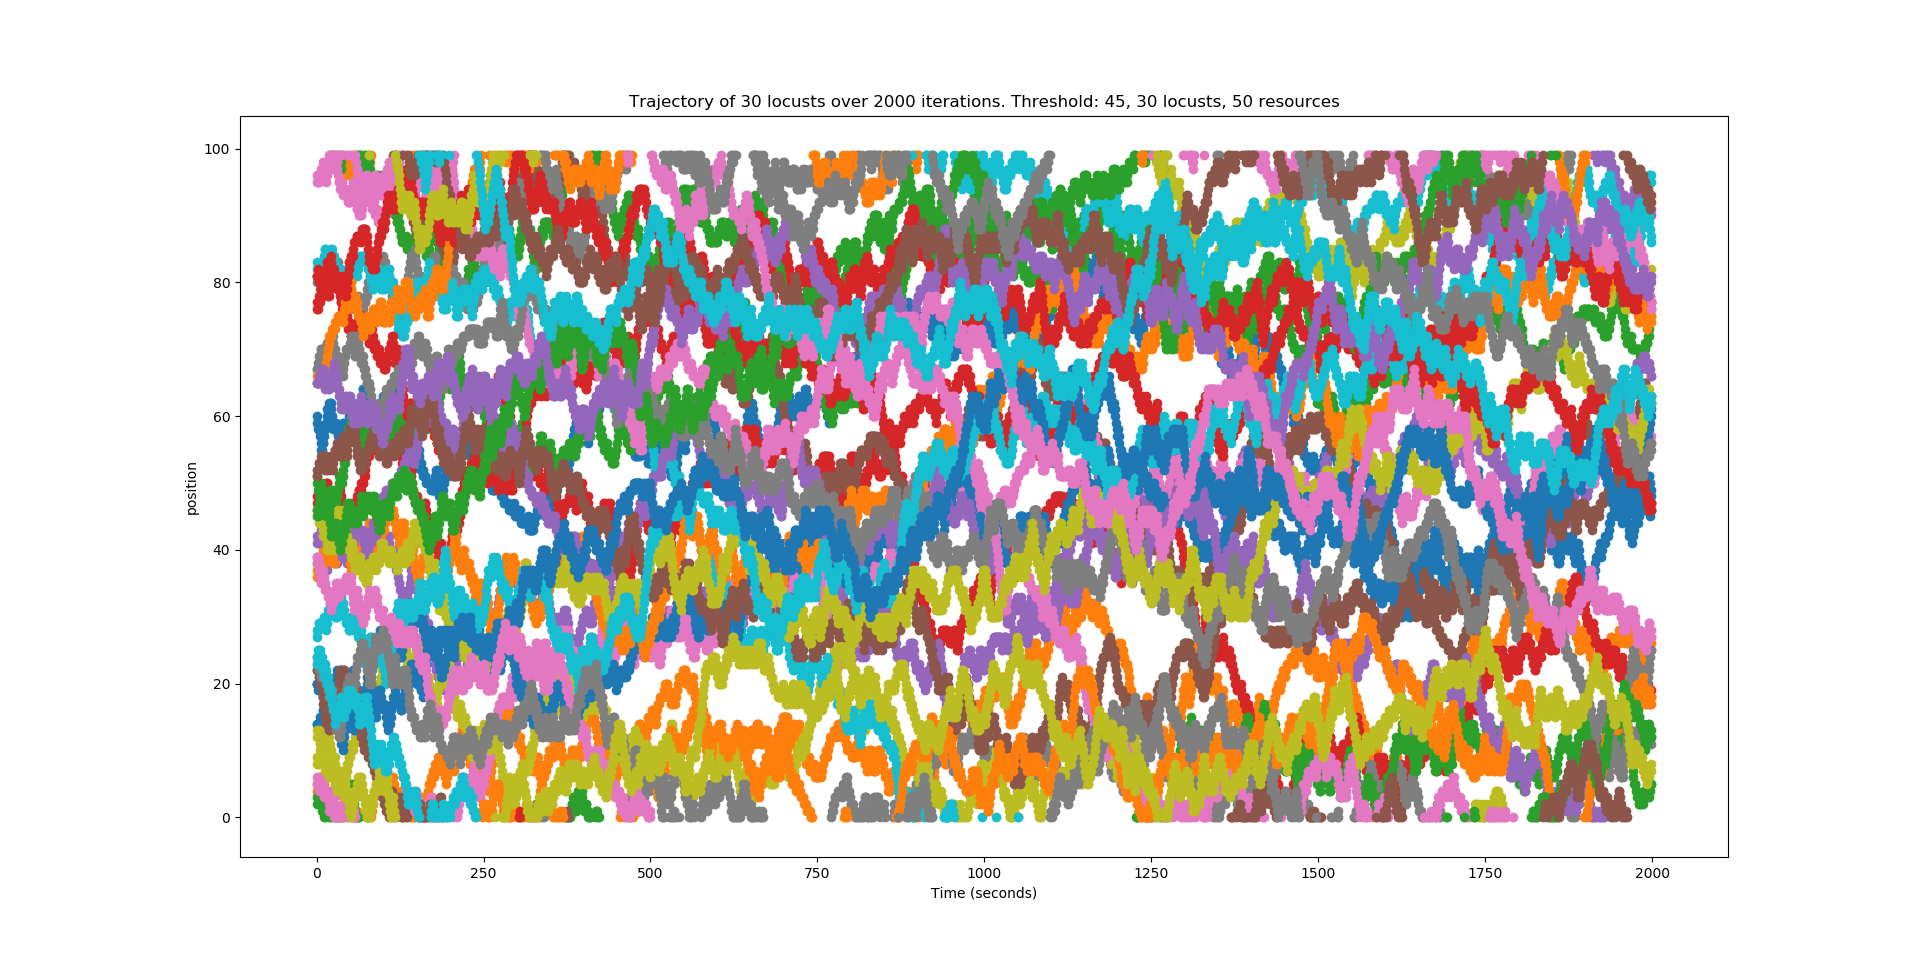 Trajectory of 30 locusts over 2000 iterations. Threshold: 45, 30 locusts, 50 resources
100
80
60
40
20
0
position
0 250 500 750 1000 1250 1500 1750 2000
Time (seconds)